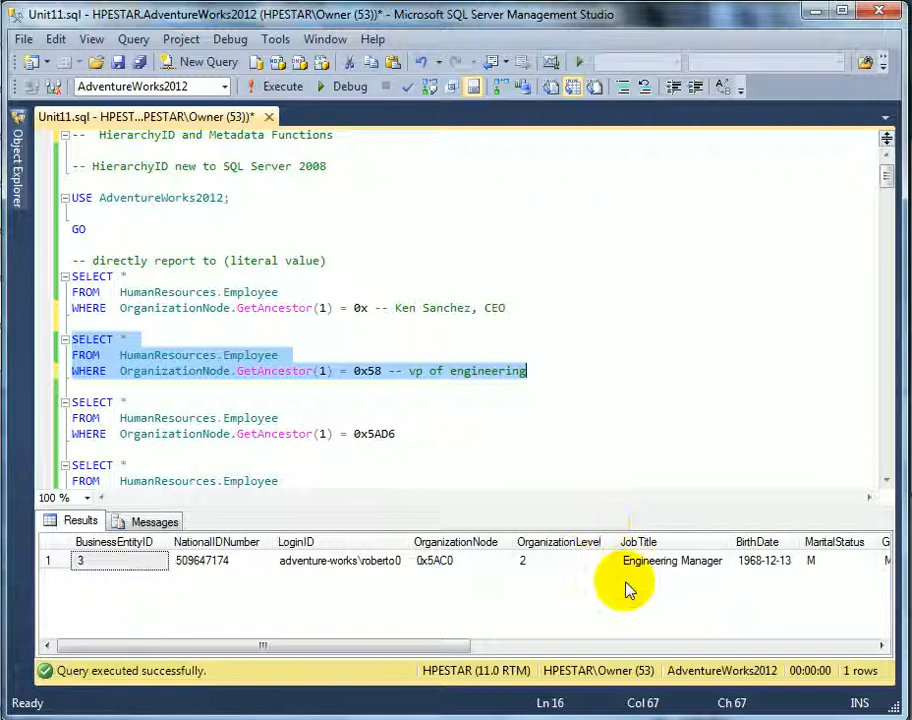 Unit11.sql - HPESTAR.AdventureWorks2012 (HPESTAR\Owner (53))* - Microsoft SQL Server Management Studio
File Edit View Query Project Debug Tools Window Help
New Query
AdventureWorks2012 Execute Debug
Unit11.sql - HPEST...PESTAR\Owner (53))*
Object Explorer
-- HierarchyID and Metadata Functions
-- HierarchyID new to SQL Server 2008
USE AdventureWorks2012;
GO
-- directly report to (literal value)
SELECT *
FROM HumanResources.Employee
WHERE OrganizationNode.GetAncestor(1) = 0x -- Ken Sanchez, CEO
SELECT *
FROM HumanResources.Employee
WHERE OrganizationNode.GetAncestor(1) = 0x58 -- vp of engineering
SELECT *
FROM HumanResources.Employee
WHERE OrganizationNode.GetAncestor(1) = 0x5AD6
SELECT *
FROM HumanResources.Employee
100 %
Results Messages
BusinessEntityID NationalIDNumber LoginID OrganizationNode OrganizationLevel JobTitle BirthDate MaritalStatus G
1 3 509647174 adventure-works\roberto0 0x5AC0 2 Engineering Manager 1968-12-13 M M
Query executed successfully. HPESTAR (11.0 RTM) HPESTAR\Owner (53) AdventureWorks2012 00:00:00 1 rows
Ready Ln 16 Col 67 Ch 67 INS